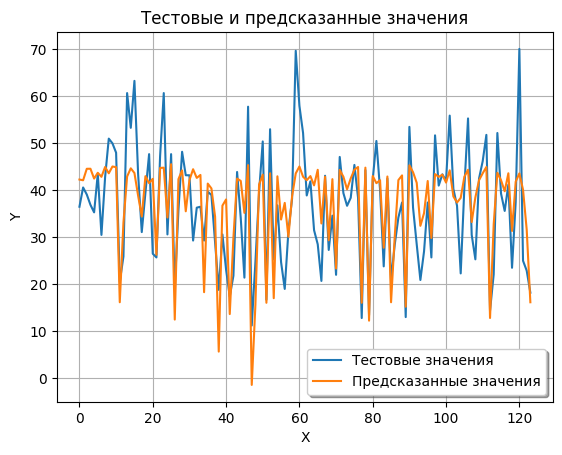 Тестовые и предсказанные значения
70
60
50
40
30
20
10
0
Y
0 20 40 60 80 100 120
X
Тестовые значения
Предсказанные значения